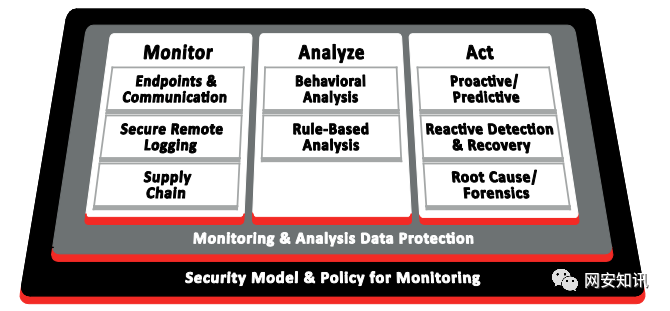 Monitor
Endpoints &
Communication
Secure Remote
Logging
Supply
Chain
Analyze
Behavioral
Analysis
Rule-Based
Analysis
Act
Proactive/
Predictive
Reactive Detection
& Recovery
Root Cause/
Forensics
Monitoring & Analysis Data Protection
Security Model & Policy for Monitoring
网安知讯